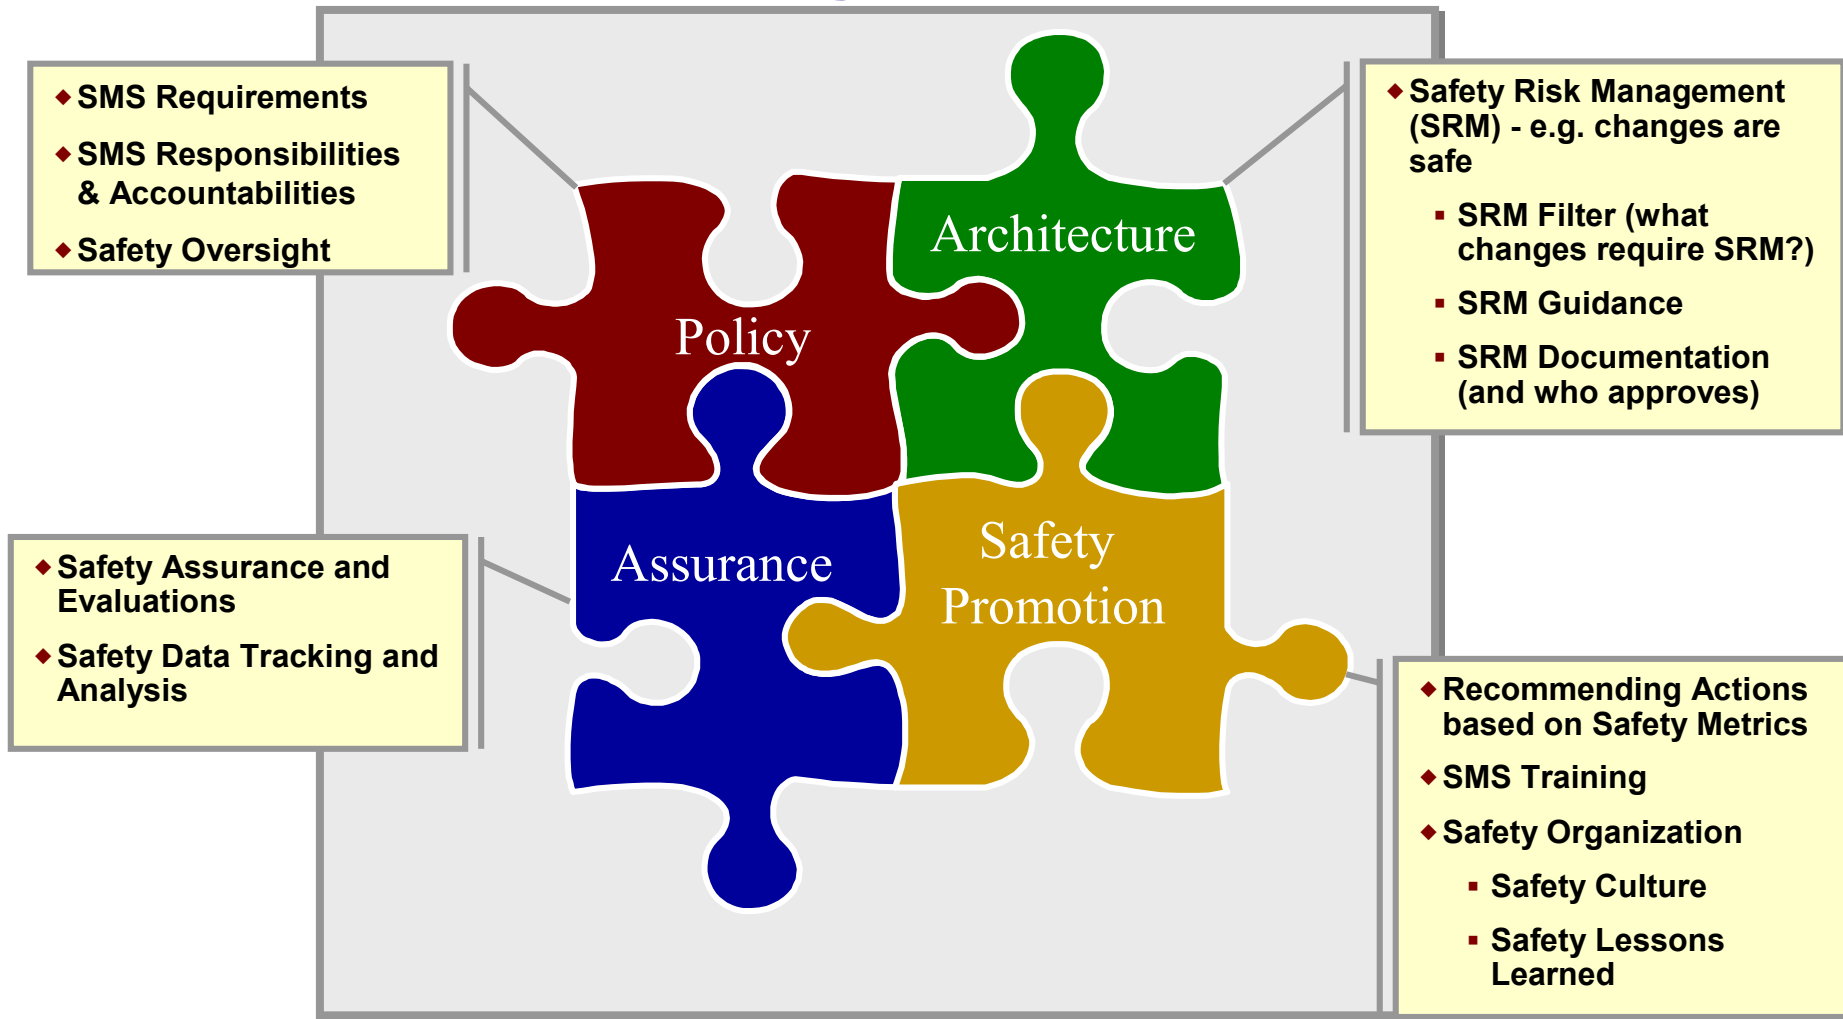 ◆ SMS Requirements
◆ SMS Responsibilities
& Accountabilities
◆ Safety Oversight
Policy
Architecture
◆ Safety Risk Management
(SRM) - e.g. changes are
safe
▪ SRM Filter (what
changes require SRM?)
▪ SRM Guidance
▪ SRM Documentation
(and who approves)
◆ Safety Assurance and
Evaluations
◆ Safety Data Tracking and
Analysis
Assurance
Safety
Promotion
◆ Recommending Actions
based on Safety Metrics
◆ SMS Training
◆ Safety Organization
▪ Safety Culture
▪ Safety Lessons
Learned